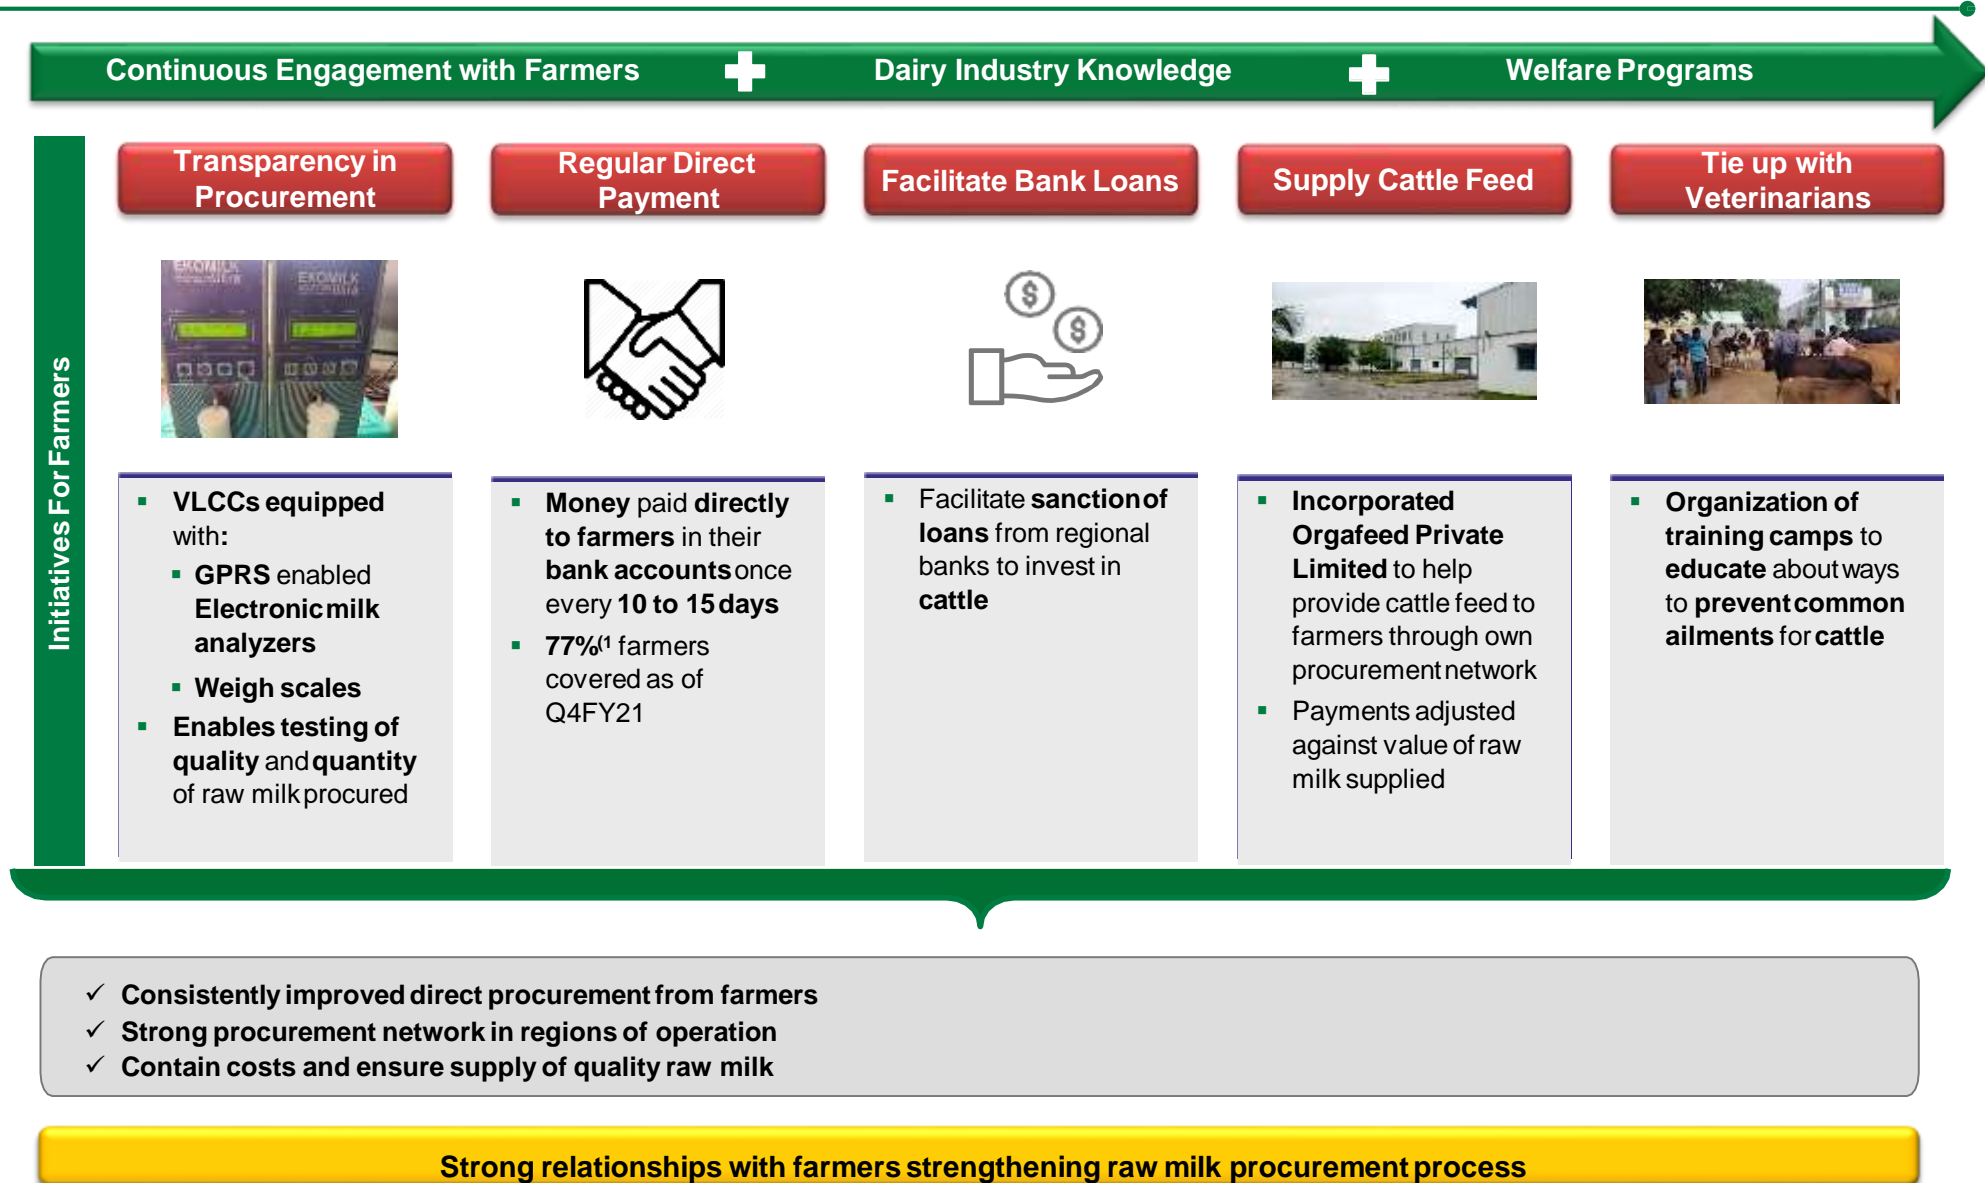 Continuous Engagement with Farmers
Dairy Industry Knowledge
Welfare Programs
Initiatives For Farmers
Transparency in
Procurement
Regular Direct
Payment
Facilitate Bank Loans
Supply Cattle Feed
Tie up with
Veterinarians
EKOMILK
EKOMILK
$
$
▪ VLCCs equipped
with:
▪ GPRS enabled
Electronic milk
analyzers
▪ Weigh scales
▪ Enables testing of
quality and quantity
of raw milk procured
▪ Money paid directly
to farmers in their
bank accounts once
every 10 to 15 days
▪ 77%(1 farmers
covered as of
Q4FY21
▪ Facilitate sanction of
loans from regional
banks to invest in
cattle
▪ Incorporated
Orgafeed Private
Limited to help
provide cattle feed to
farmers through own
procurement network
▪ Payments adjusted
against value of raw
milk supplied
▪ Organization of
training camps to
educate about ways
to prevent common
ailments for cattle
✓ Consistently improved direct procurement from farmers
✓ Strong procurement network in regions of operation
✓ Contain costs and ensure supply of quality raw milk
Strong relationships with farmers strengthening raw milk procurement process